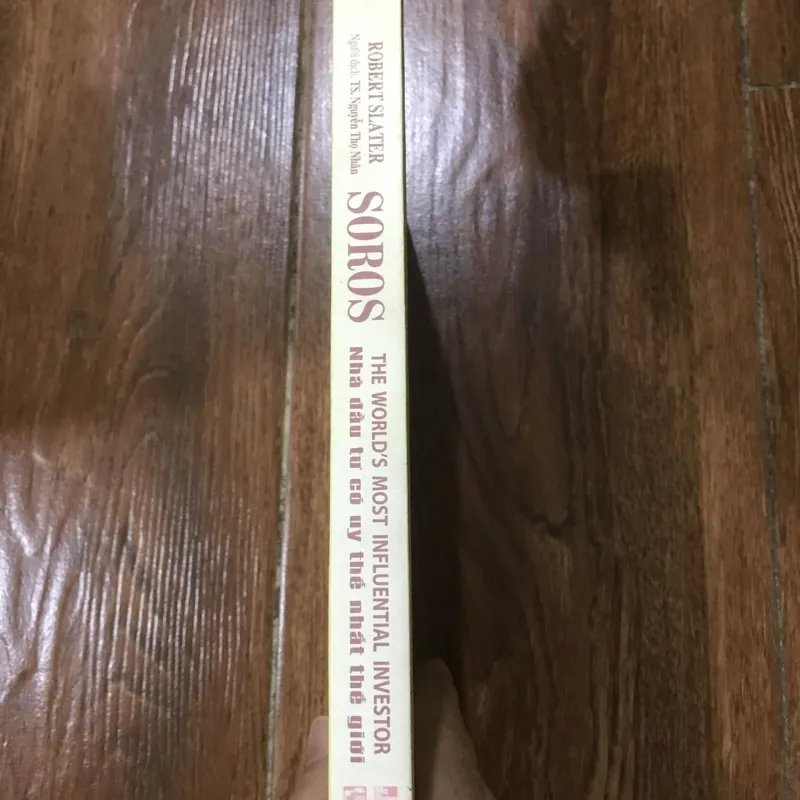 ROBERT SLATER
Người dịch: TS. Nguyễn Thọ Nhân
SOROS
THE WORLD'S MOST INFLUENTIAL INVESTOR
Nhà đầu tư có uy thế nhất thế giới